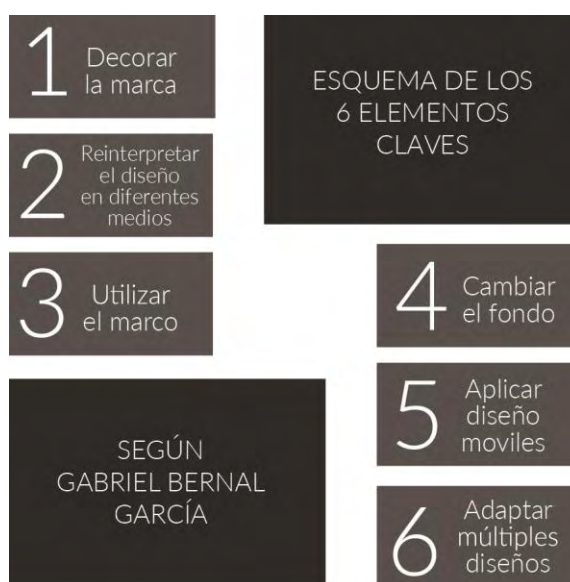 1
Decorar
la marca
ESQUEMA DE LOS
6 ELEMENTOS
CLAVES
2
Reinterpretar
el diseño
en diferentes
medios
3
Utilizar
el marco
4
Cambiar
el fondo
5
Aplicar
diseño
moviles
SEGÚN
GABRIEL BERNAL
GARCÍA
6
Adaptar
múltiples
diseños